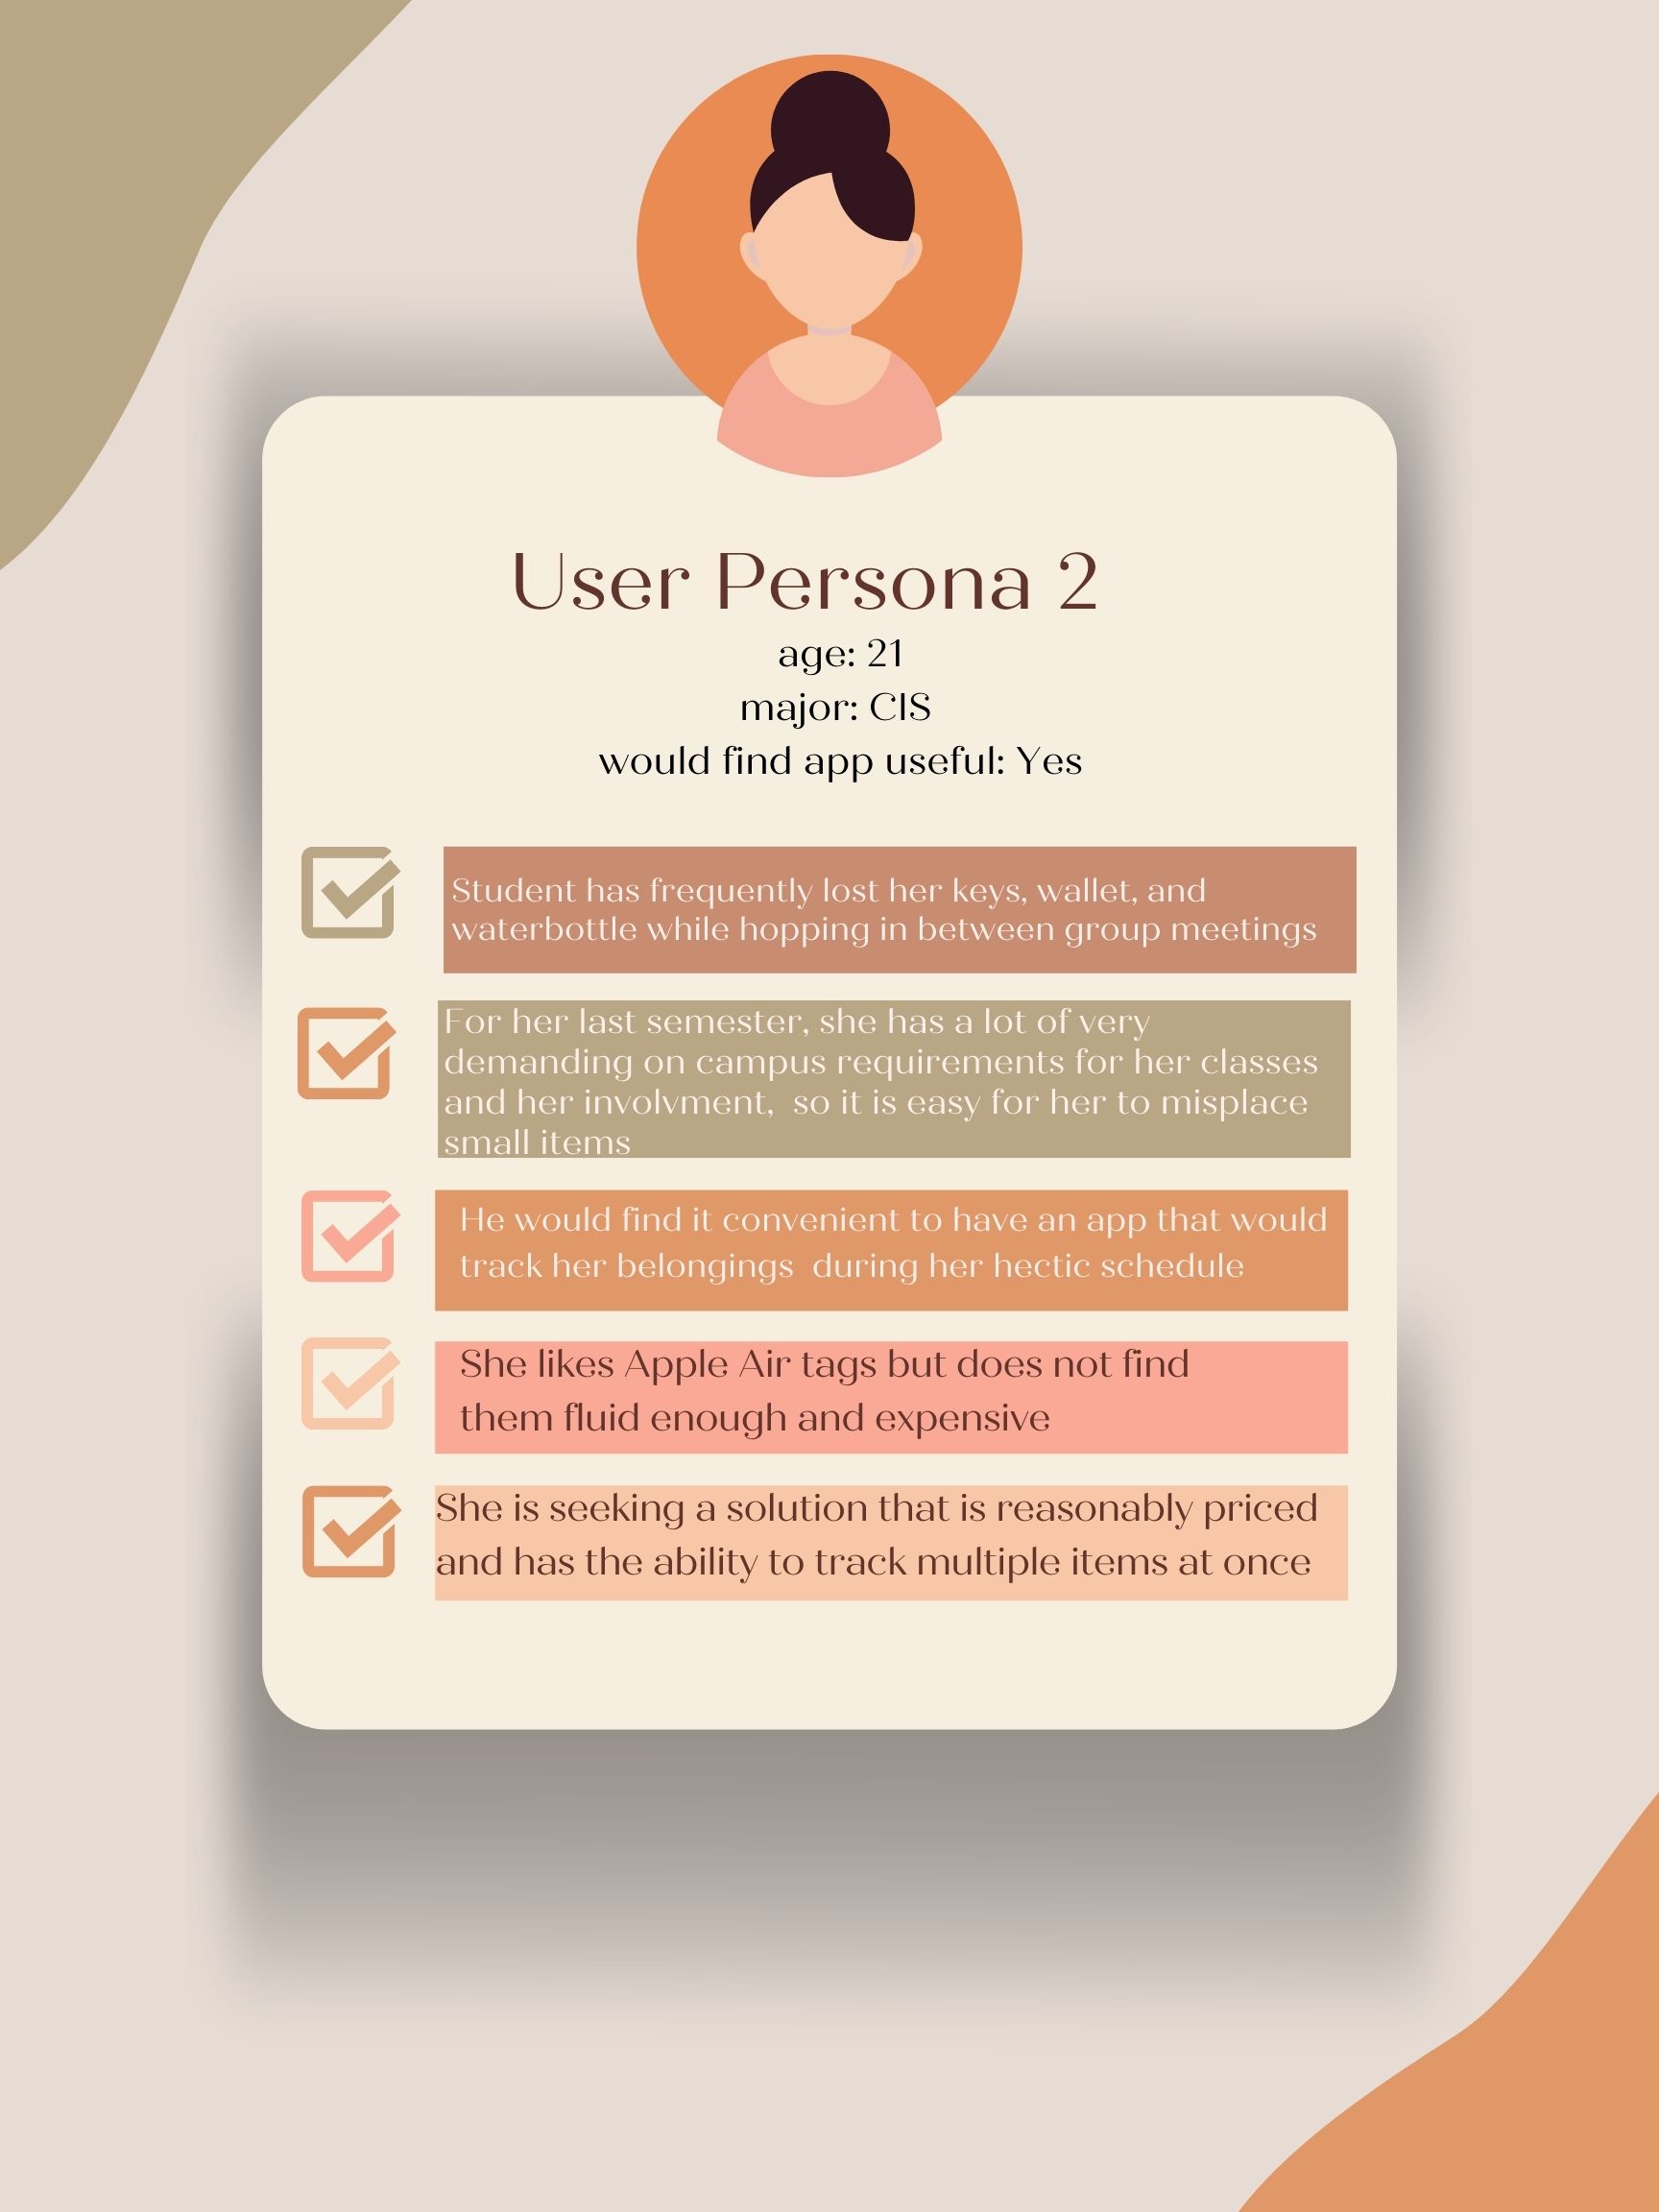 User Persona 2
age: 21
major: CIS
would find app useful: Yes
Student has frequently lost her keys, wallet, and
waterbottle while hopping in between group meetings
For her last semester, she has a lot of very
demanding on campus requirements for her classes
and her involvment,  so it is easy for her to misplace
small items
He would find it convenient to have an app that would
track her belongings  during her hectic schedule
She likes Apple Air tags but does not find
them fluid enough and expensive
She is seeking a solution that is reasonably priced
and has the ability to track multiple items at once